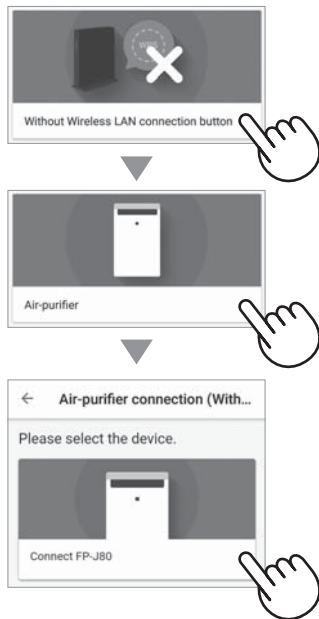 Without Wireless LAN connection button
Air-purifier
← Air-purifier connection (With...
Please select the device.
Connect FP-J80